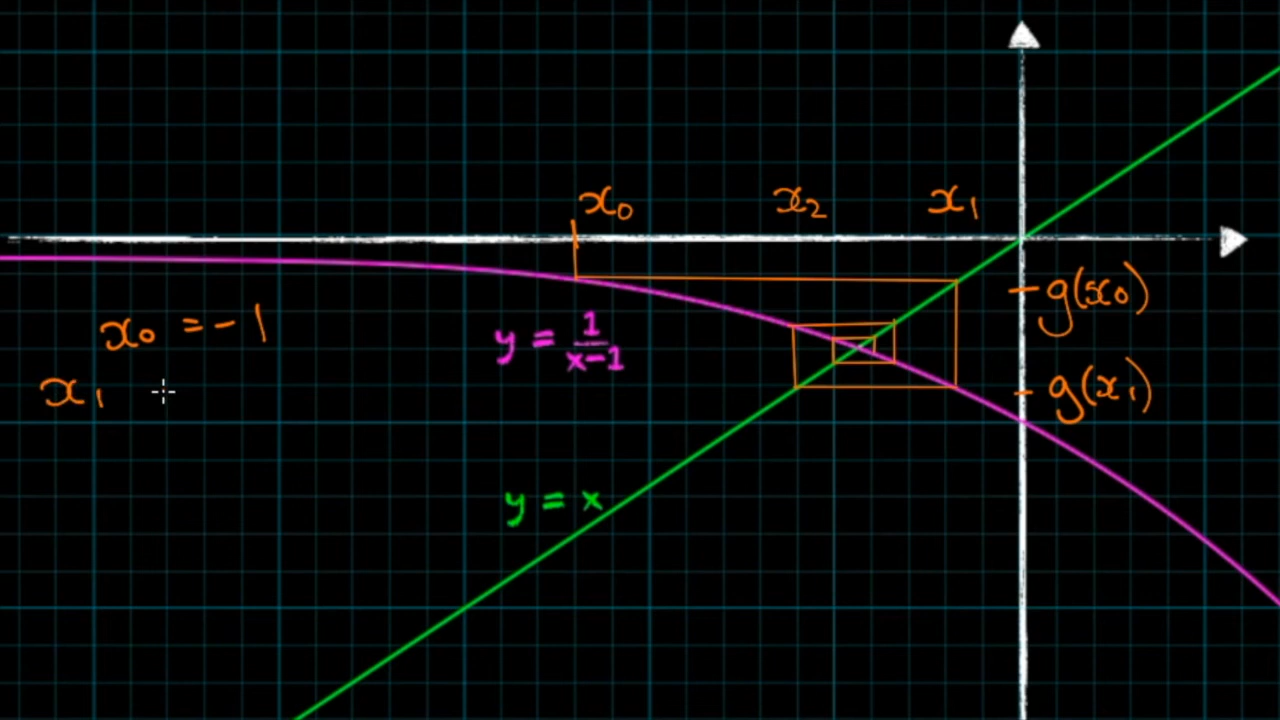 x₀ x₂ x₁
g(x₀)
x₀ = -1
y = 1/(x-1)
x₁
g(x₁)
y = x